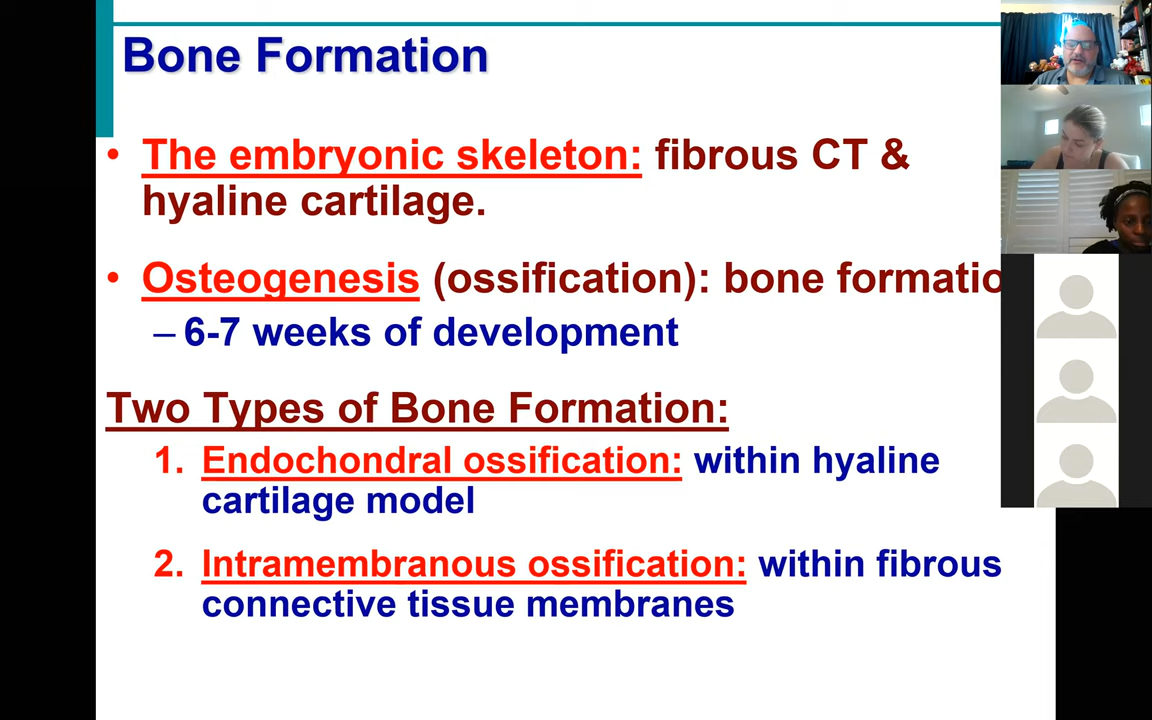 Bone Formation
• The embryonic skeleton: fibrous CT &
hyaline cartilage.
• Osteogenesis (ossification): bone formatio
– 6-7 weeks of development
Two Types of Bone Formation:
1. Endochondral ossification: within hyaline
cartilage model
2. Intramembranous ossification: within fibrous
connective tissue membranes